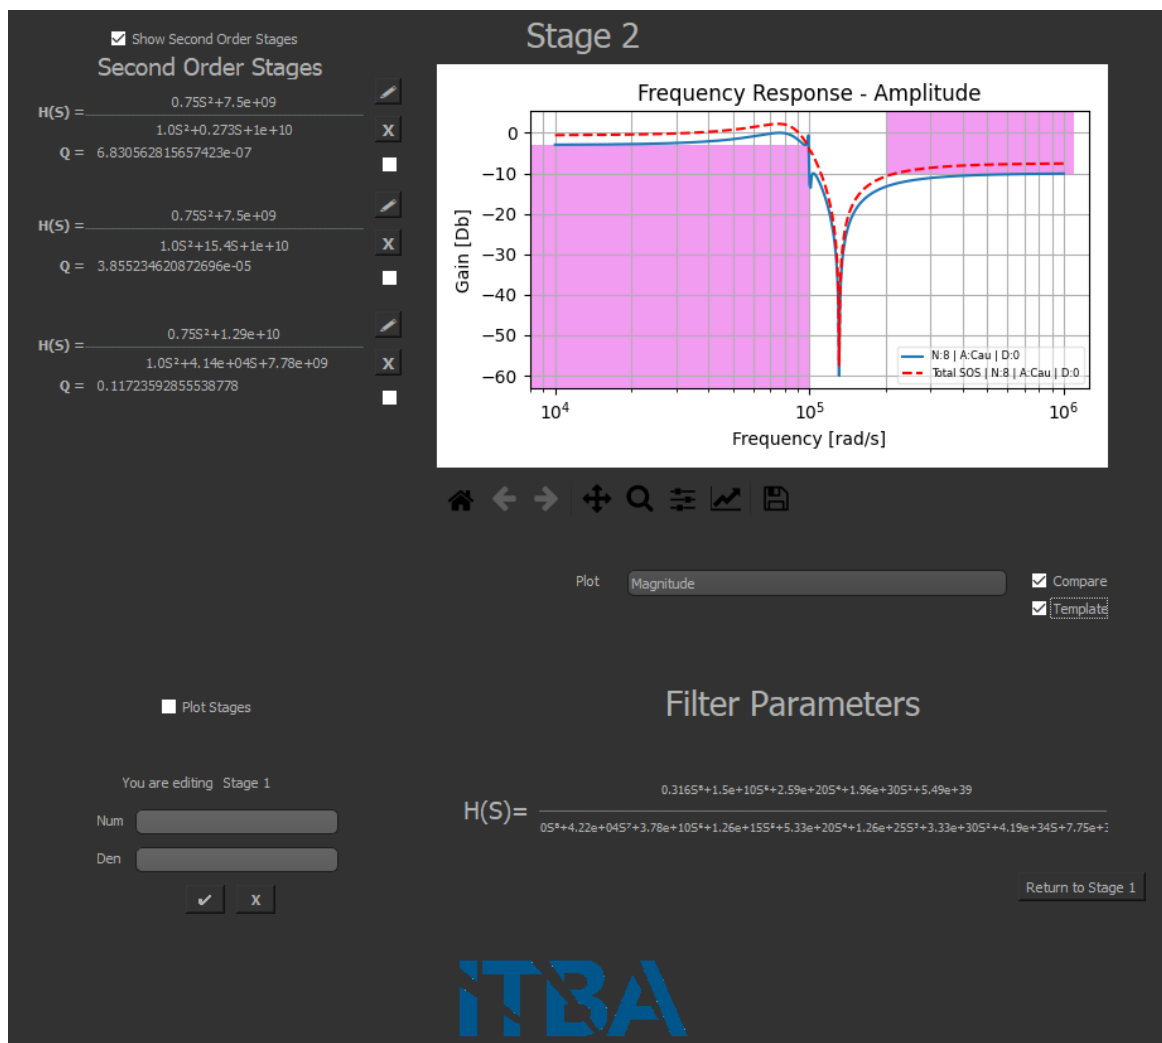 Show Second Order Stages
Second Order Stages
H(S) =
0.75S²+7.5e+09
1.0S²+0.273S+1e+10
Q = 6.830562815657423e-07
X
H(S) =
0.75S²+7.5e+09
1.0S²+15.4S+1e+10
Q = 3.855234620872696e-05
X
H(S) =
0.75S²+1.29e+10
1.0S²+4.14e+04S+7.78e+09
Q = 0.11723592855538778
X
Stage 2
Frequency Response - Amplitude
Gain [Db]
0
−10
−20
−30
−40
−50
−60
N:8 | A:Cau | D:0
Total SOS | N:8 | A:Cau | D:0
10⁴ 10⁵ 10⁶
Frequency [rad/s]
Plot Magnitude
Compare
Template
Plot Stages
You are editing Stage 1
Num
Den
✔ X
Filter Parameters
H(S)=
0.316S⁸+1.5e+10S⁶+2.59e+20S⁴+1.96e+30S²+5.49e+39
0S⁸+4.22e+04S⁷+3.78e+10S⁶+1.26e+15S⁵+5.33e+20S⁴+1.26e+25S³+3.33e+30S²+4.19e+34S+7.75e+3
Return to Stage 1
ITBA